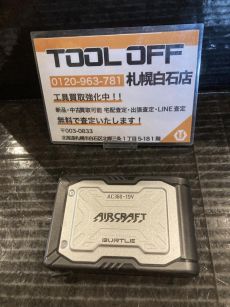 TOOL OFF
0120-963-781 札幌白石店
工具買取強化中!!
新品・中古買取可能 宅配査定・出張査定・LINE査定
無料で査定いたします!
〒003-0833
AC360-19V
AIRCRAFT
BURTLE